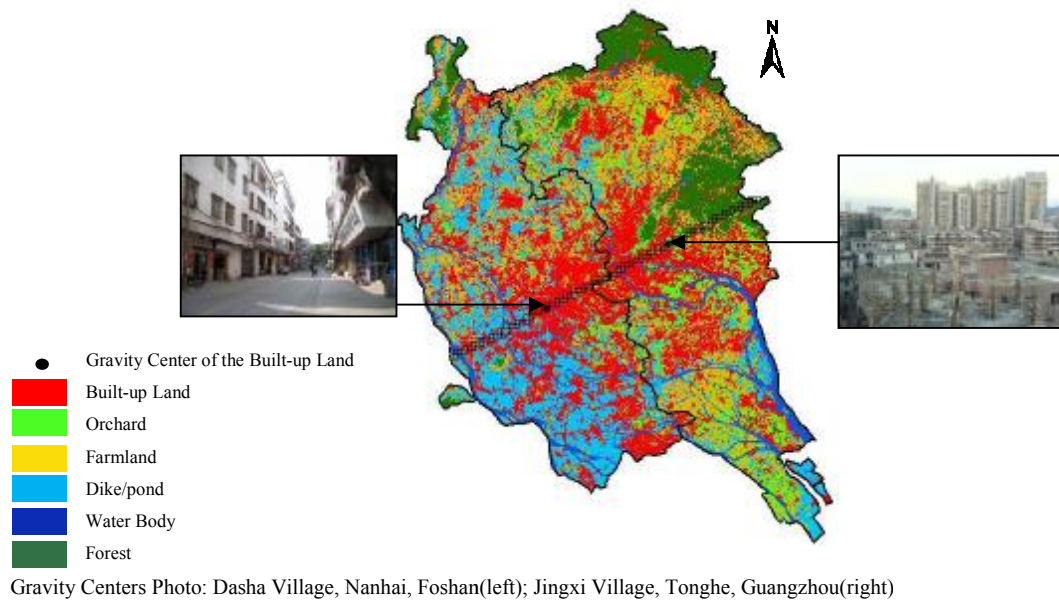 N
Gravity Center of the Built-up Land
Built-up Land
Orchard
Farmland
Dike/pond
Water Body
Forest
Gravity Centers Photo: Dasha Village, Nanhai, Foshan(left); Jingxi Village, Tonghe, Guangzhou(right)